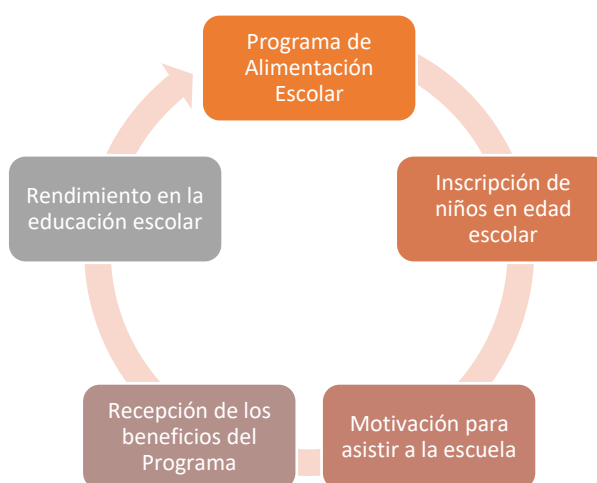 Programa de
Alimentación
Escolar
Inscripción de
niños en edad
escolar
Motivación para
asistir a la escuela
Recepción de los
beneficios del
Programa
Rendimiento en la
educación escolar